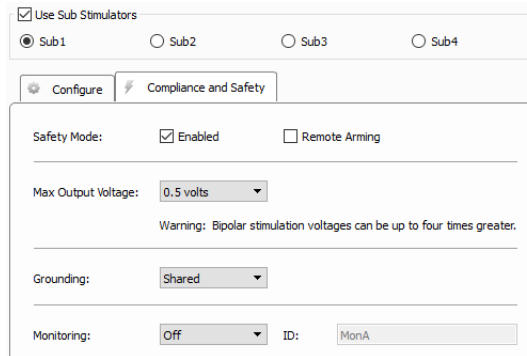 Use Sub Stimulators
Sub1 Sub2 Sub3 Sub4
Configure Compliance and Safety
Safety Mode: Enabled Remote Arming
Max Output Voltage: 0.5 volts
Warning: Bipolar stimulation voltages can be up to four times greater.
Grounding: Shared
Monitoring: Off ID: MonA